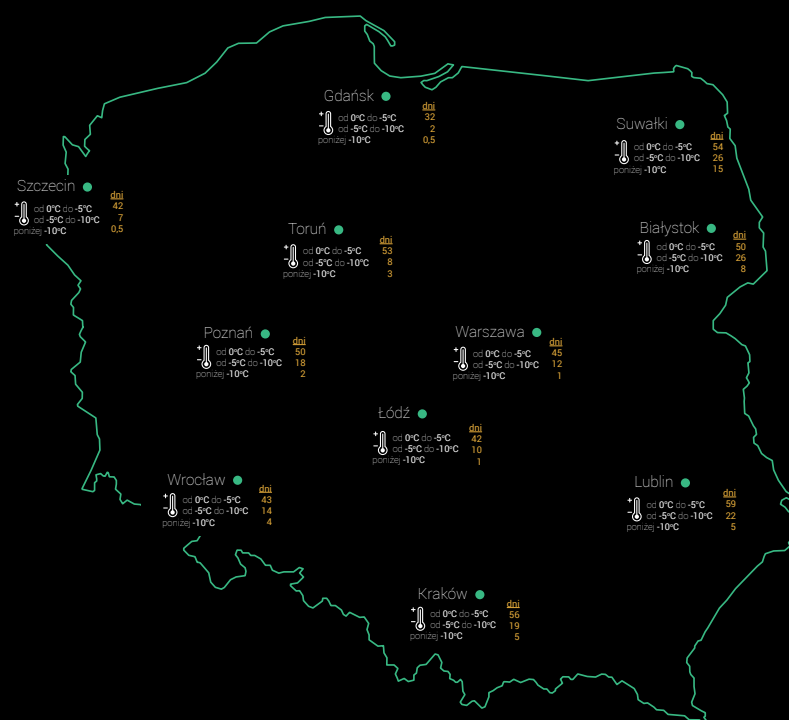 Gdańsk
dni
od 0°C do -5°C 32
od -5°C do -10°C 2
poniżej -10°C 0,5
Suwałki
dni
od 0°C do -5°C 54
od -5°C do -10°C 26
poniżej -10°C 15
Szczecin
dni
od 0°C do -5°C 42
od -5°C do -10°C 7
poniżej -10°C 0,5
Toruń
dni
od 0°C do -5°C 53
od -5°C do -10°C 8
poniżej -10°C 3
Białystok
dni
od 0°C do -5°C 50
od -5°C do -10°C 26
poniżej -10°C 8
Poznań
dni
od 0°C do -5°C 50
od -5°C do -10°C 18
poniżej -10°C 2
Warszawa
dni
od 0°C do -5°C 45
od -5°C do -10°C 12
poniżej -10°C 1
Łódź
dni
od 0°C do -5°C 42
od -5°C do -10°C 10
poniżej -10°C 1
Wrocław
dni
od 0°C do -5°C 43
od -5°C do -10°C 14
poniżej -10°C 4
Lublin
dni
od 0°C do -5°C 59
od -5°C do -10°C 22
poniżej -10°C 5
Kraków
dni
od 0°C do -5°C 56
od -5°C do -10°C 19
poniżej -10°C 5